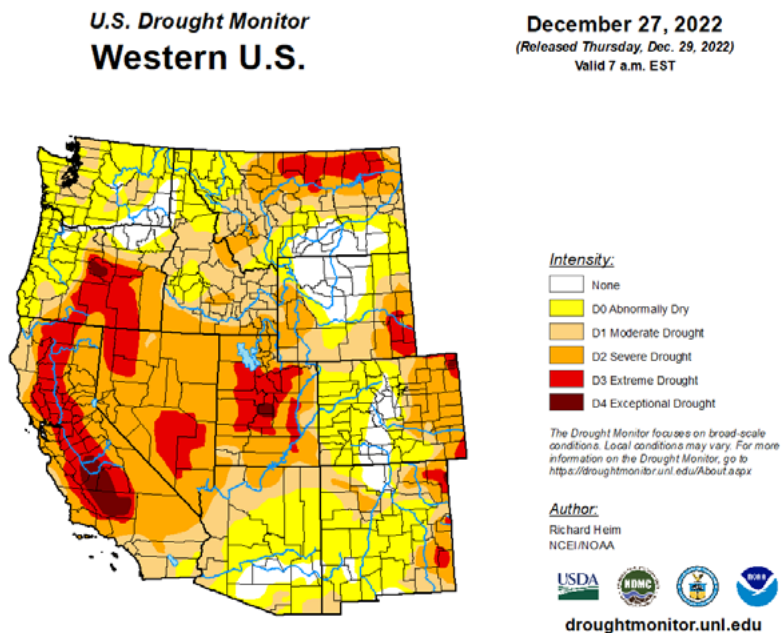 U.S. Drought Monitor
Western U.S.
December 27, 2022
(Released Thursday, Dec. 29, 2022)
Valid 7 a.m. EST
Intensity:
None
D0 Abnormally Dry
D1 Moderate Drought
D2 Severe Drought
D3 Extreme Drought
D4 Exceptional Drought
The Drought Monitor focuses on broad-scale
conditions. Local conditions may vary. For more
information on the Drought Monitor, go to
https://droughtmonitor.unl.edu/About.aspx
Author:
Richard Heim
NCEI/NOAA
USDA
NDMC
NOAA
droughtmonitor.unl.edu